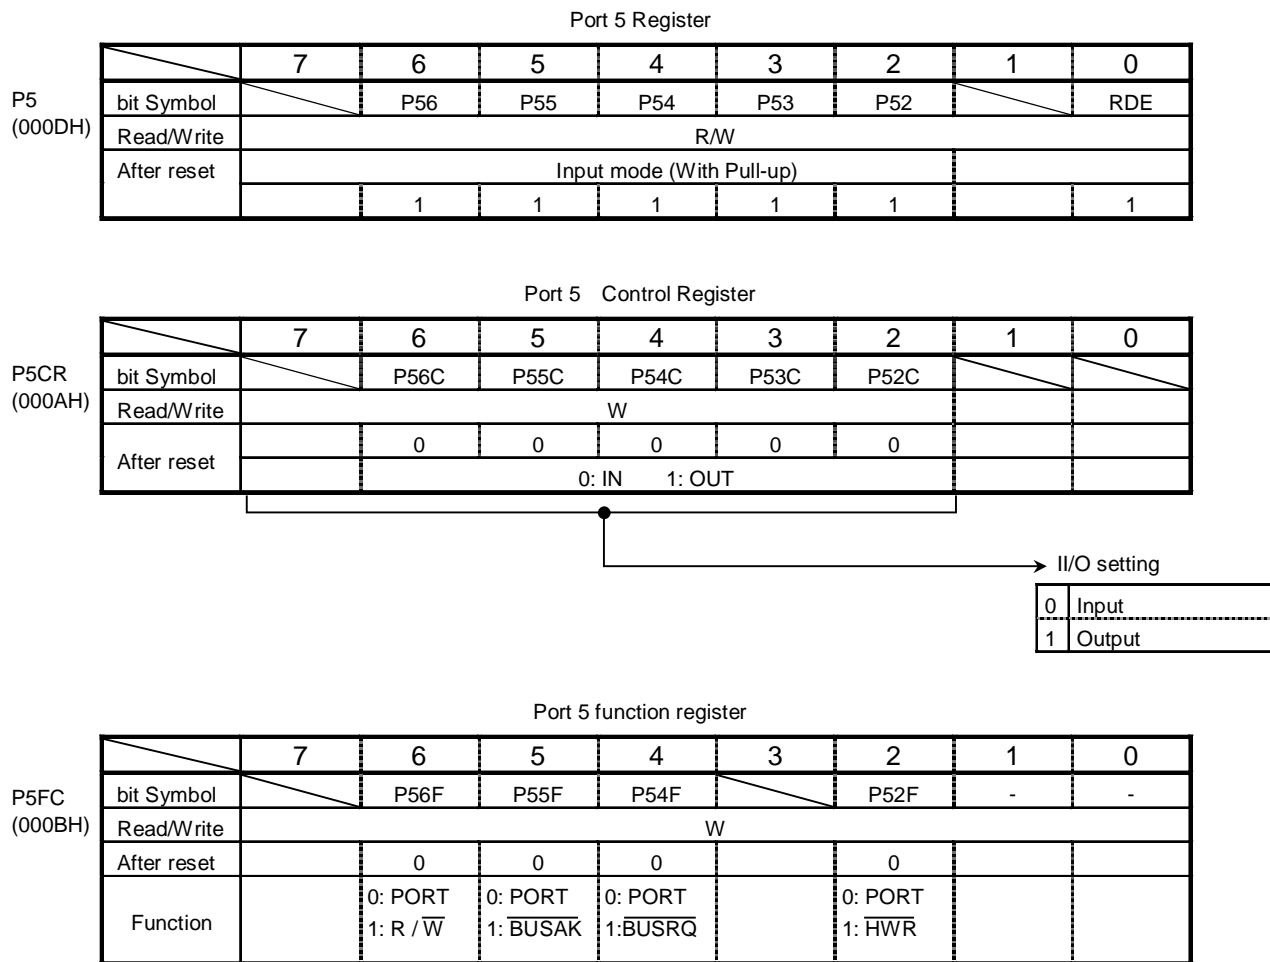 Port 5 Register
7 6 5 4 3 2 1 0
P5
(000DH)
bit Symbol P56 P55 P54 P53 P52 RDE
Read/Write R/W
After reset Input mode (With Pull-up)
1 1 1 1 1 1
Port 5 Control Register
7 6 5 4 3 2 1 0
P5CR
(000AH)
bit Symbol P56C P55C P54C P53C P52C
Read/Write W
After reset 0 0 0 0 0
0: IN 1: OUT
II/O setting
0 Input
1 Output
Port 5 function register
7 6 5 4 3 2 1 0
P5FC
(000BH)
bit Symbol P56F P55F P54F P52F - -
Read/Write W
After reset 0 0 0 0
Function
0: PORT 0: PORT 0: PORT 0: PORT
1: R / W̅ 1: B̅U̅S̅A̅K̅ 1:B̅U̅S̅R̅Q̅ 1: H̅W̅R̅